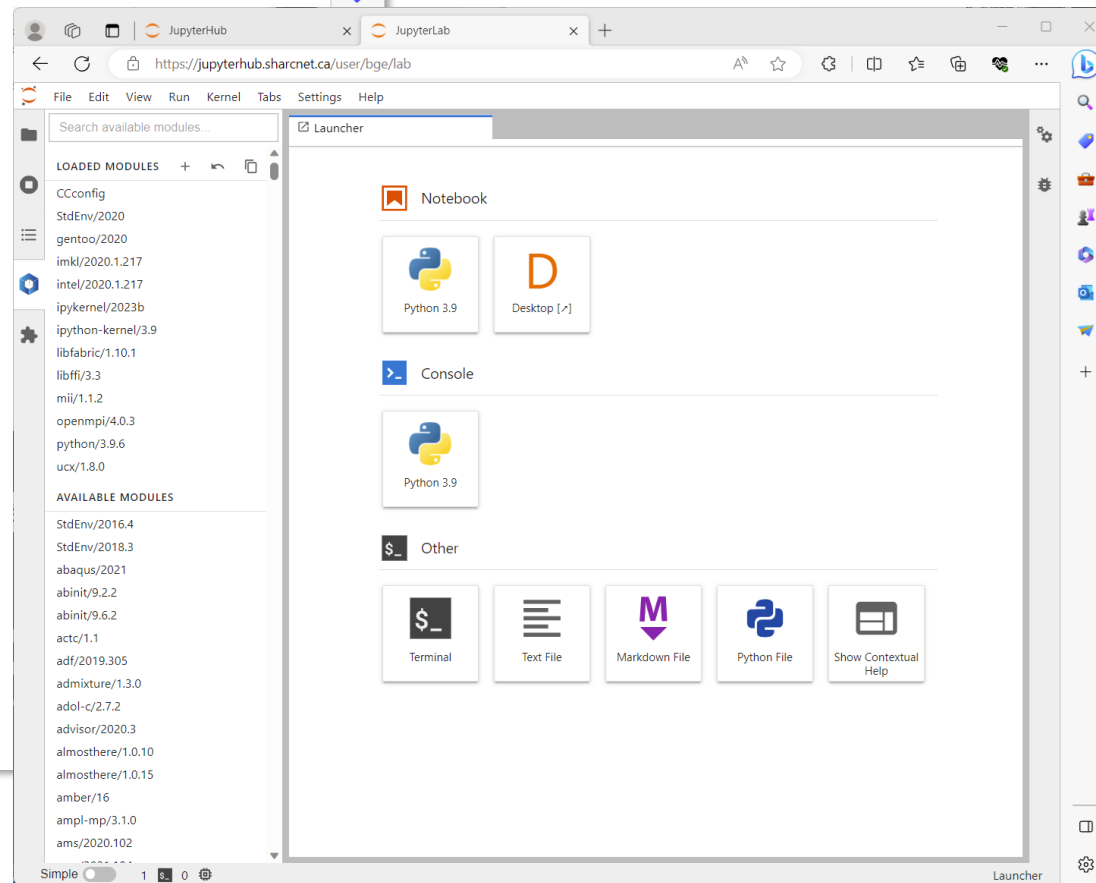 JupyterHub
JupyterLab
https://jupyterhub.sharcnet.ca/user/bge/lab
File Edit View Run Kernel Tabs Settings Help
Search available modules...
LOADED MODULES
CCconfig
StdEnv/2020
gentoo/2020
imkl/2020.1.217
intel/2020.1.217
ipykernel/2023b
ipython-kernel/3.9
libfabric/1.10.1
libffi/3.3
mii/1.1.2
openmpi/4.0.3
python/3.9.6
ucx/1.8.0
AVAILABLE MODULES
StdEnv/2016.4
StdEnv/2018.3
abaqus/2021
abinit/9.2.2
abinit/9.6.2
actc/1.1
adf/2019.305
admixture/1.3.0
adol-c/2.7.2
advisor/2020.3
almosthere/1.0.10
almosthere/1.0.15
amber/16
ampl-mp/3.1.0
ams/2020.102
Launcher
Notebook
Python 3.9
D
Desktop [↗]
Console
Python 3.9
$_ Other
$_
Terminal
Text File
M
Markdown File
Python File
Show Contextual
Help
Simple 1 $_ 0
Launcher